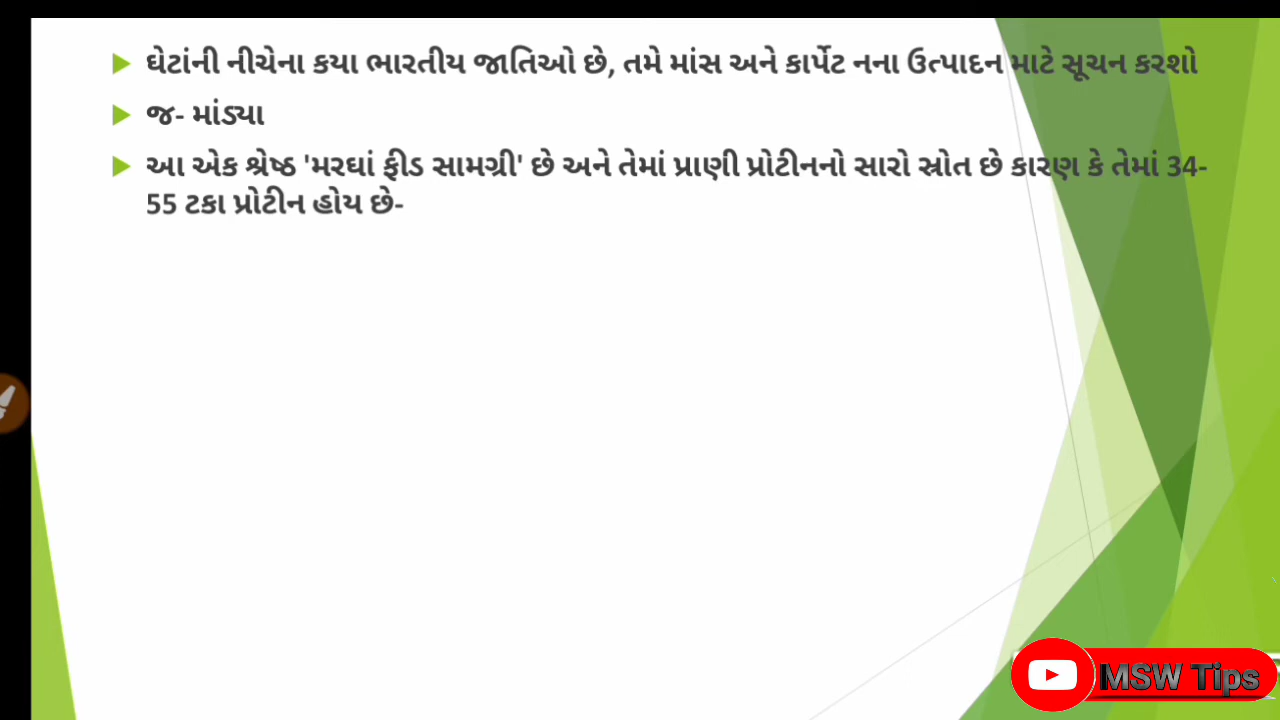 ઘેટાંની નીચેના કયા ભારતીય જાતિઓ છે, તમે માંસ અને કાર્પેટ નના ઉત્પાદન માટે સૂચન કરશો
જ- માંડ્યા
આ એક શ્રેષ્ઠ 'મરઘાં ફીડ સામગ્રી' છે અને તેમાં પ્રાણી પ્રોટીનનો સારો સ્રોત છે કારણ કે તેમાં 34-
55 ટકા પ્રોટીન હોય છે-
MSW Tips